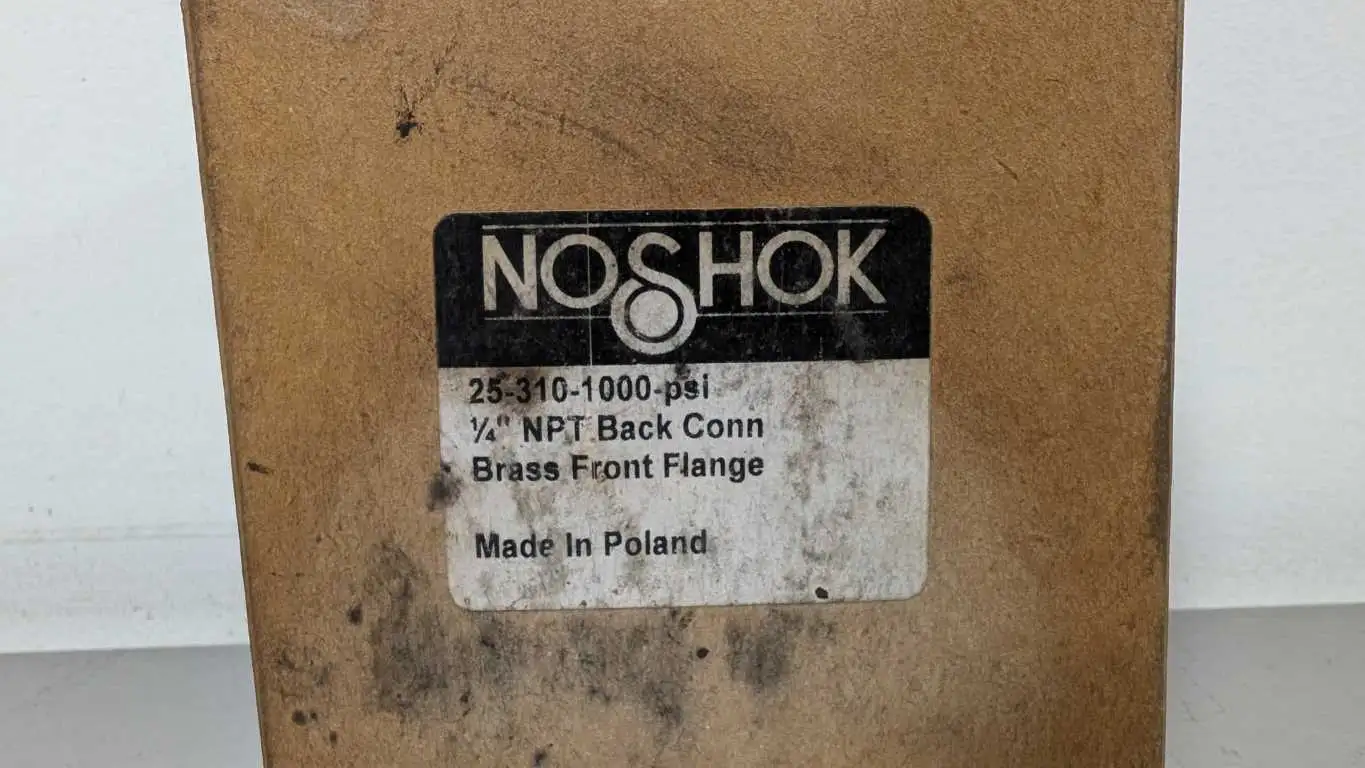 NOSHOK
25-310-1000-psi
¼" NPT Back Conn
Brass Front Flange
Made In Poland